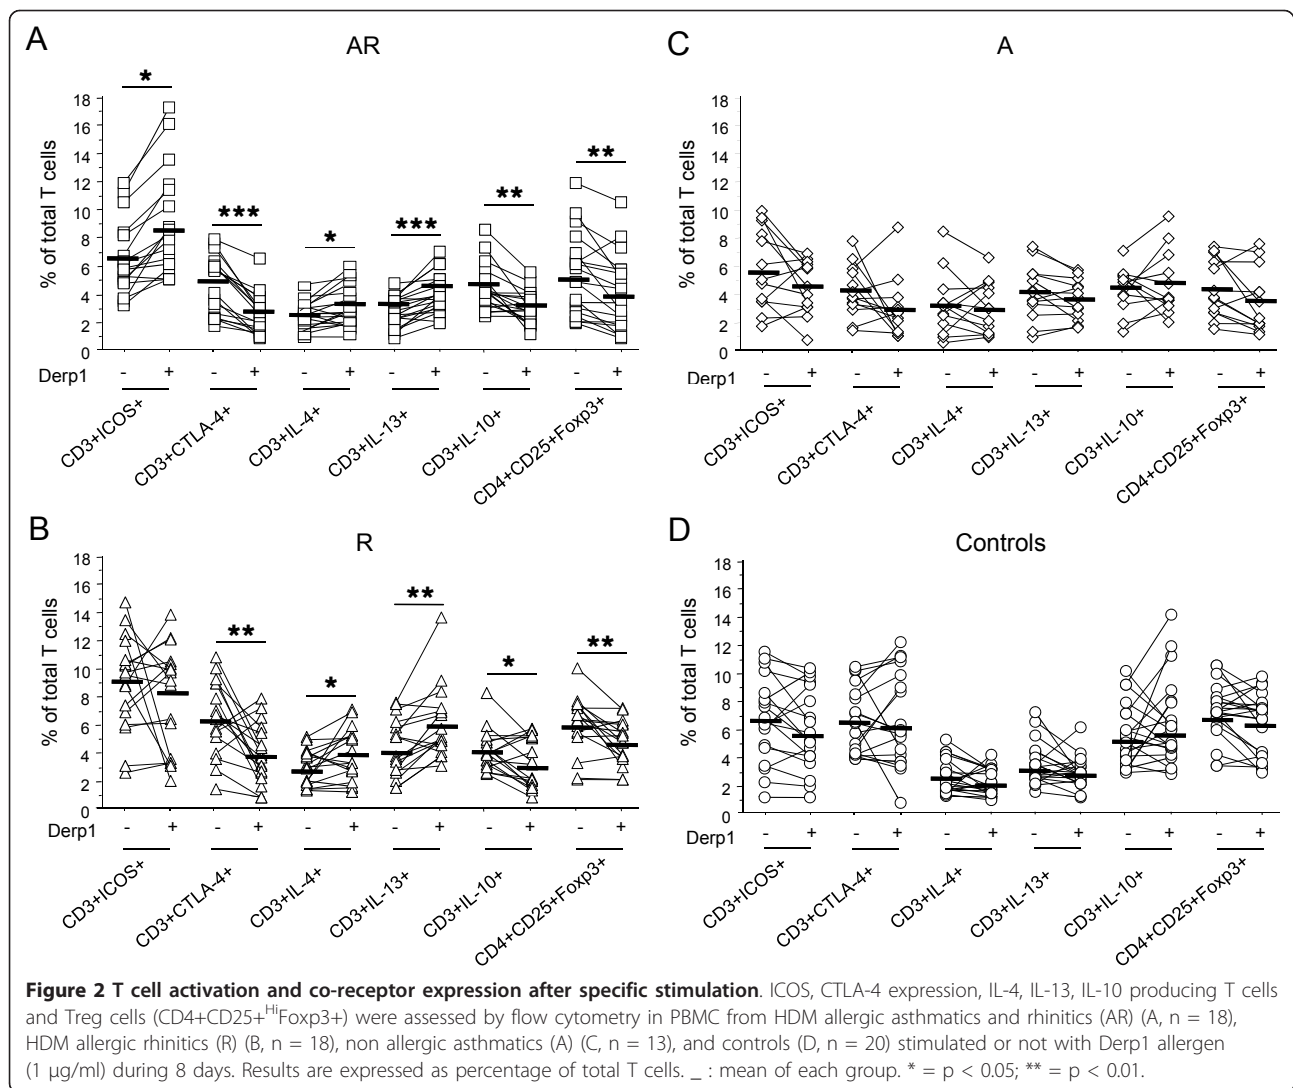 A
AR
*
***
*
***
**
**
% of total T cells
18
16
14
12
10
8
6
4
2
0
Derp1
- + - + - + - + - + - +
CD3+ICOS+
CD3+CTLA-4+
CD3+IL-4+
CD3+IL-13+
CD3+IL-10+
CD4+CD25+Foxp3+
C
A
% of total T cells
18
16
14
12
10
8
6
4
2
0
Derp1
- + - + - + - + - + - +
CD3+ICOS+
CD3+CTLA-4+
CD3+IL-4+
CD3+IL-13+
CD3+IL-10+
CD4+CD25+Foxp3+
B
R
**
*
**
*
**
% of total T cells
18
16
14
12
10
8
6
4
2
0
Derp1
- + - + - + - + - + - +
CD3+ICOS+
CD3+CTLA-4+
CD3+IL-4+
CD3+IL-13+
CD3+IL-10+
CD4+CD25+Foxp3+
D
Controls
% of total T cells
18
16
14
12
10
8
6
4
2
0
Derp1
- + - + - + - + - + - +
CD3+ICOS+
CD3+CTLA-4+
CD3+IL-4+
CD3+IL-13+
CD3+IL-10+
CD4+CD25+Foxp3+
Figure 2 T cell activation and co-receptor expression after specific stimulation. ICOS, CTLA-4 expression, IL-4, IL-13, IL-10 producing T cells
and Treg cells (CD4+CD25+HiFoxp3+) were assessed by flow cytometry in PBMC from HDM allergic asthmatics and rhinitics (AR) (A, n = 18),
HDM allergic rhinitics (R) (B, n = 18), non allergic asthmatics (A) (C, n = 13), and controls (D, n = 20) stimulated or not with Derp1 allergen
(1 μg/ml) during 8 days. Results are expressed as percentage of total T cells. _ : mean of each group. * = p < 0.05; ** = p < 0.01.